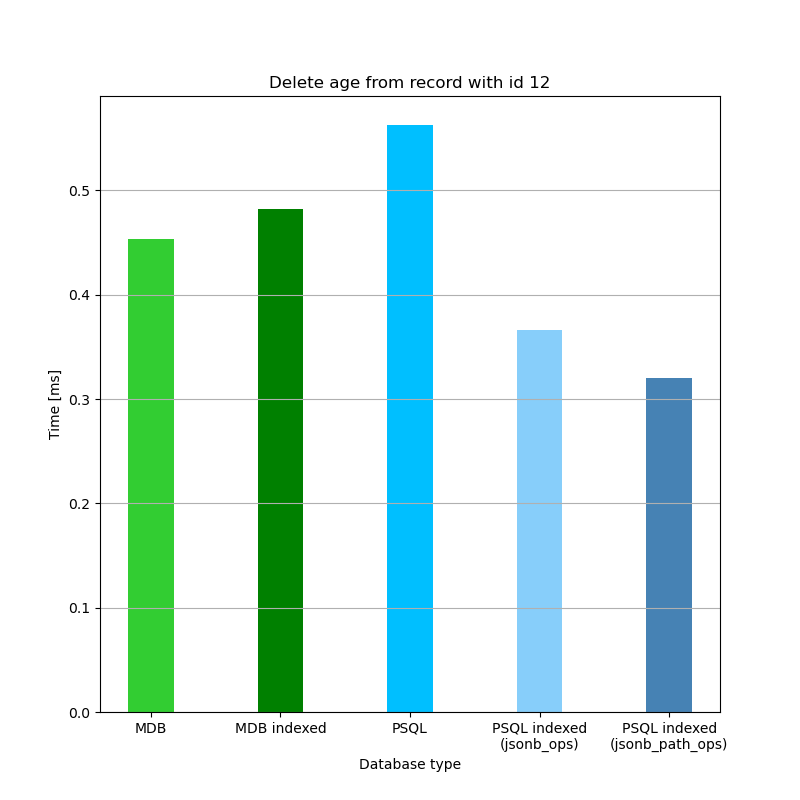 Delete age from record with id 12
Time [ms]
0.5
0.4
0.3
0.2
0.1
0.0
MDB
MDB indexed
PSQL
PSQL indexed
(jsonb_ops)
PSQL indexed
(jsonb_path_ops)
Database type